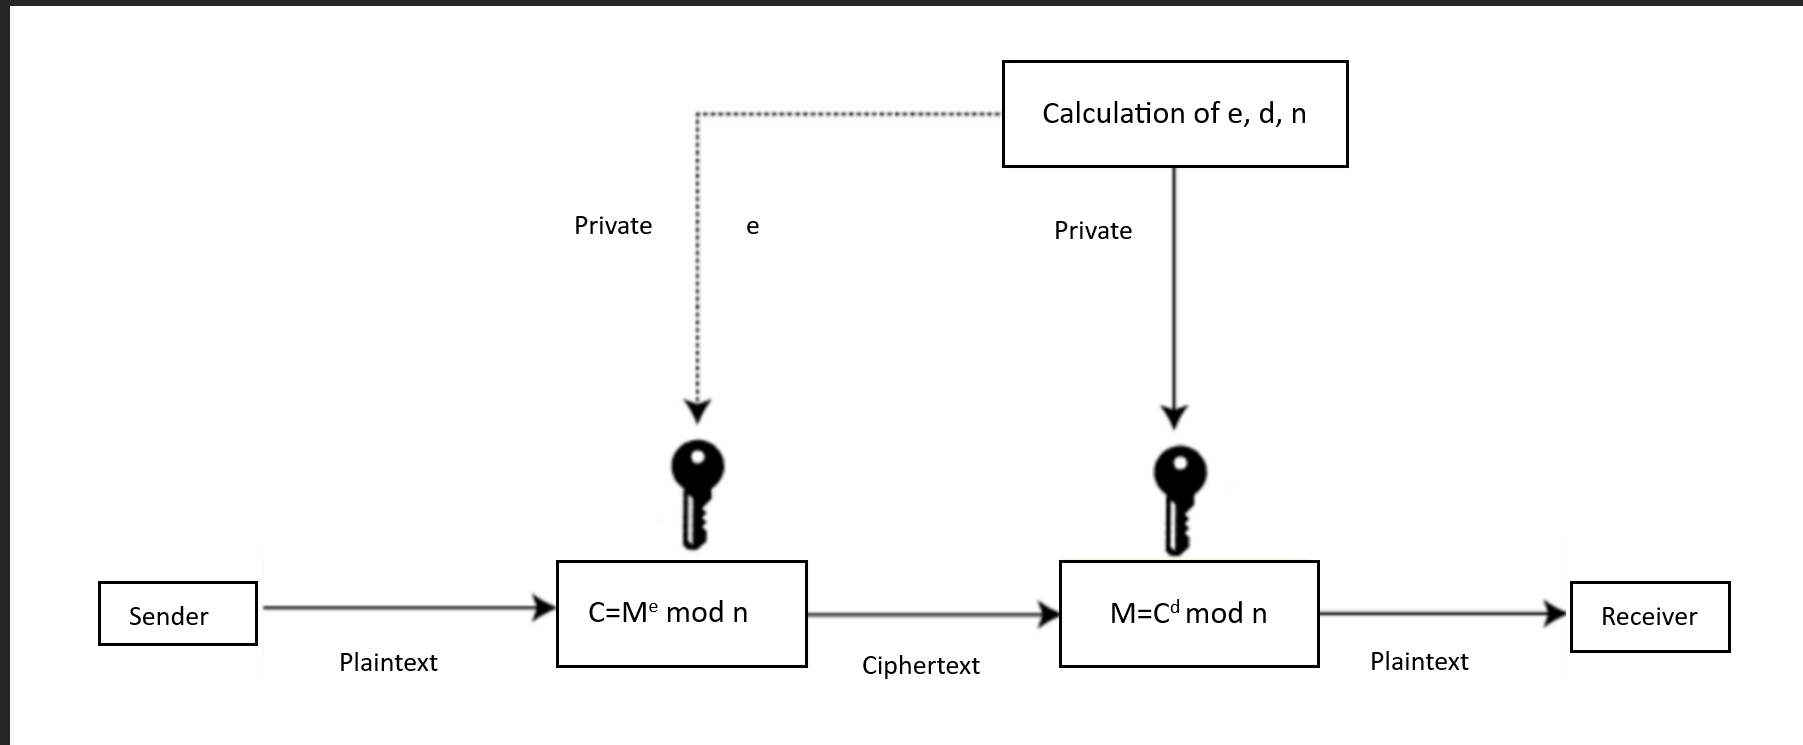 Calculation of e, d, n
Private
e
Private
Sender
C=Mᵉ mod n
M=Cᵈ mod n
Receiver
Plaintext
Ciphertext
Plaintext